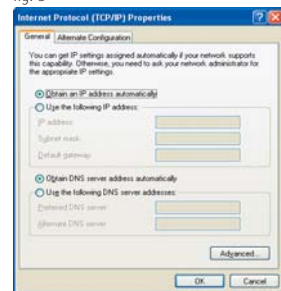 Internet Protocol (TCP/IP) Properties
General Alternate Configuration
You can get IP settings assigned automatically if your network supports
this capability. Otherwise, you need to ask your network administrator for
the appropriate IP settings.
Obtain an IP address automatically
Use the following IP address:
IP address:
Subnet mask:
Default gateway:
Obtain DNS server address automatically
Use the following DNS server addresses:
Preferred DNS server:
Alternate DNS server:
Advanced...
OK Cancel